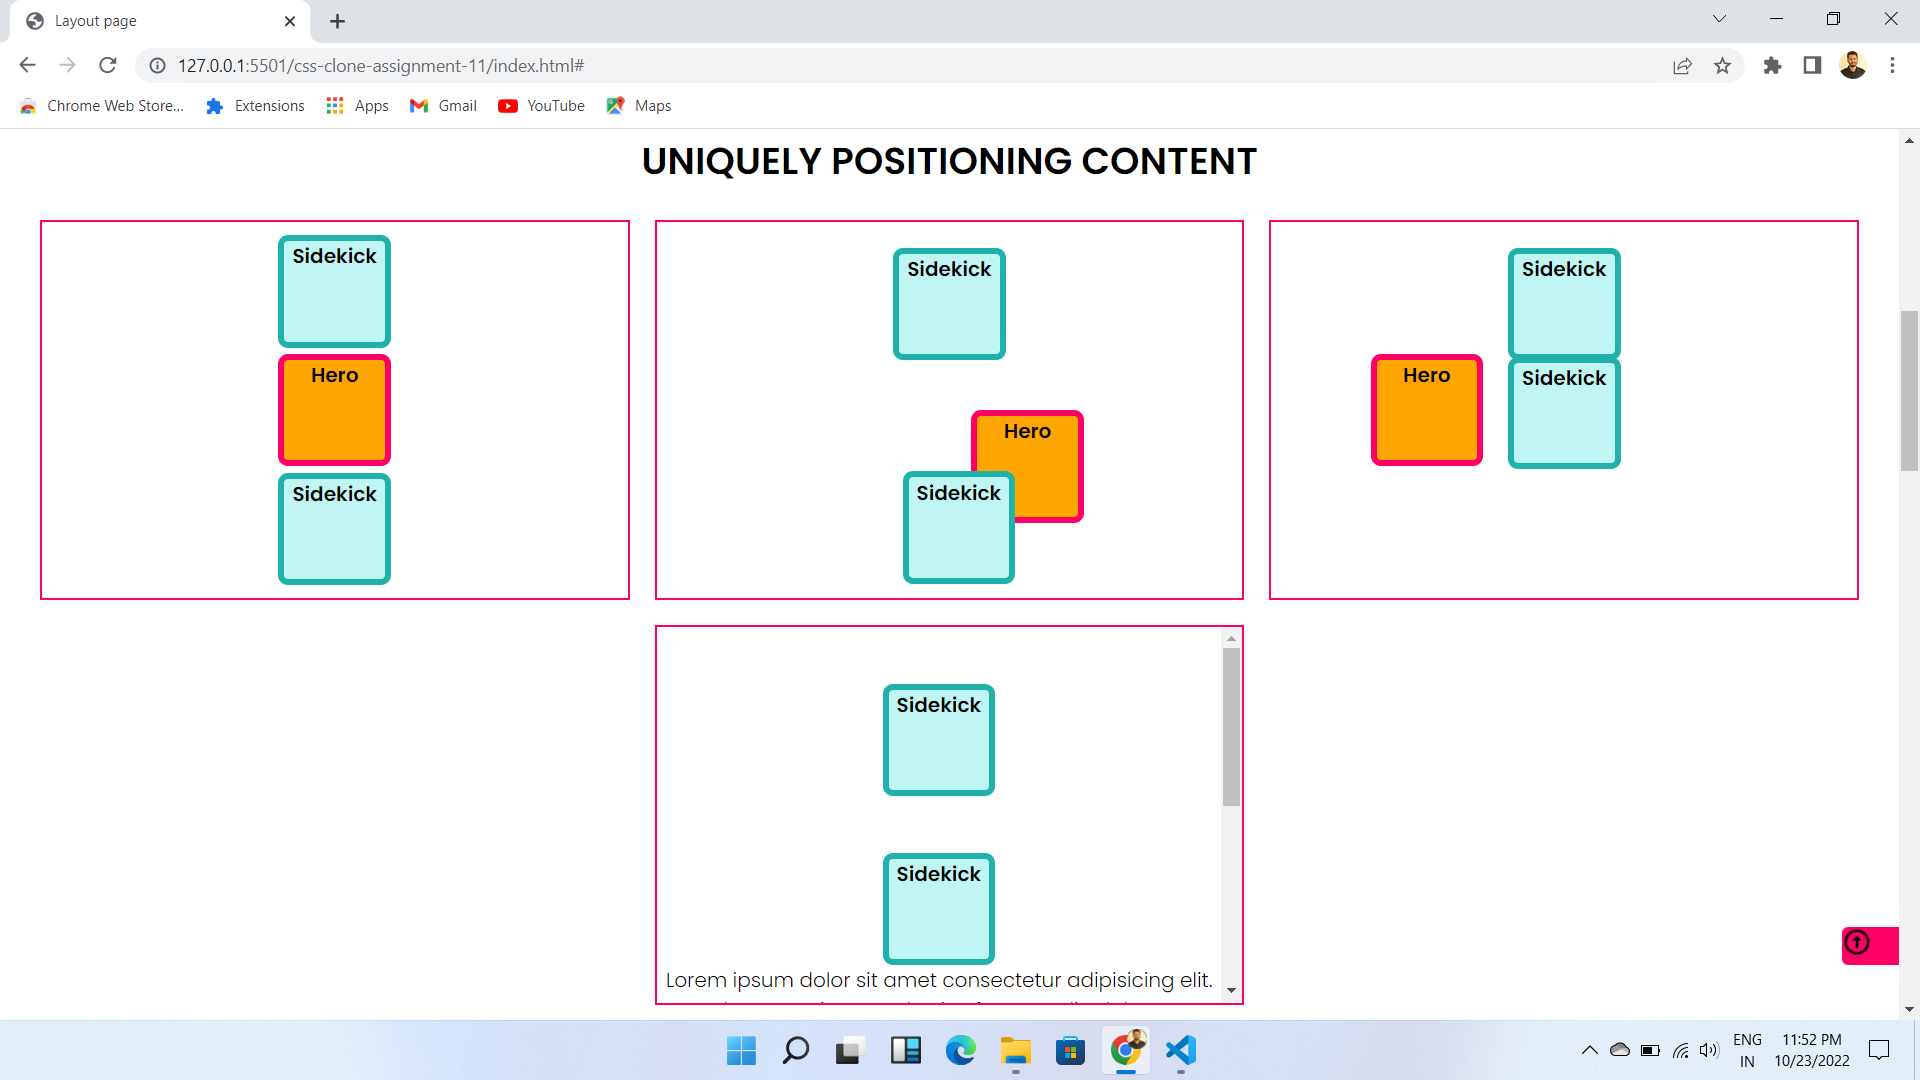 Layout page
127.0.0.1:5501/css-clone-assignment-11/index.html#
Chrome Web Store... Extensions Apps Gmail YouTube Maps
UNIQUELY POSITIONING CONTENT
Sidekick
Hero
Sidekick
Sidekick
Hero
Sidekick
Sidekick
Hero
Sidekick
Sidekick
Sidekick
Lorem ipsum dolor sit amet consectetur adipisicing elit.
ENG
IN
11:52 PM
10/23/2022